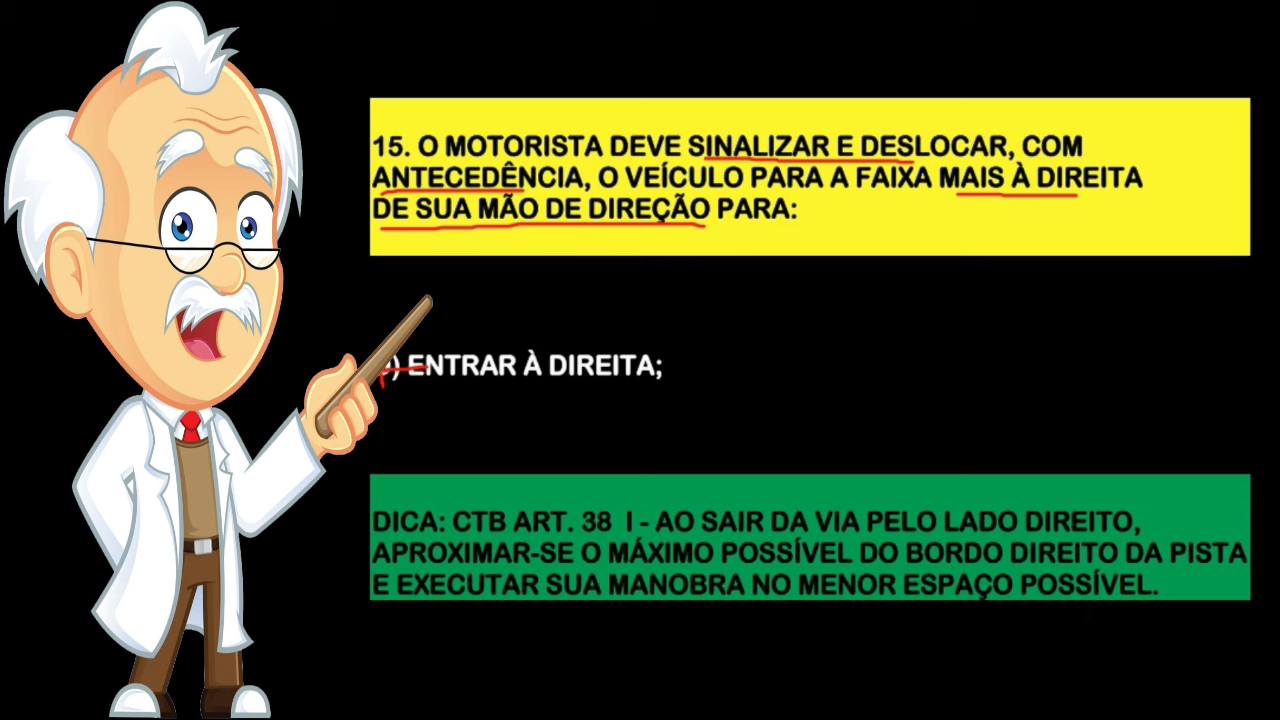 15. O MOTORISTA DEVE SINALIZAR E DESLOCAR, COM
ANTECEDÊNCIA, O VEÍCULO PARA A FAIXA MAIS À DIREITA
DE SUA MÃO DE DIREÇÃO PARA:
ENTRAR À DIREITA;
DICA: CTB ART. 38 I - AO SAIR DA VIA PELO LADO DIREITO,
APROXIMAR-SE O MÁXIMO POSSÍVEL DO BORDO DIREITO DA PISTA
E EXECUTAR SUA MANOBRA NO MENOR ESPAÇO POSSÍVEL.